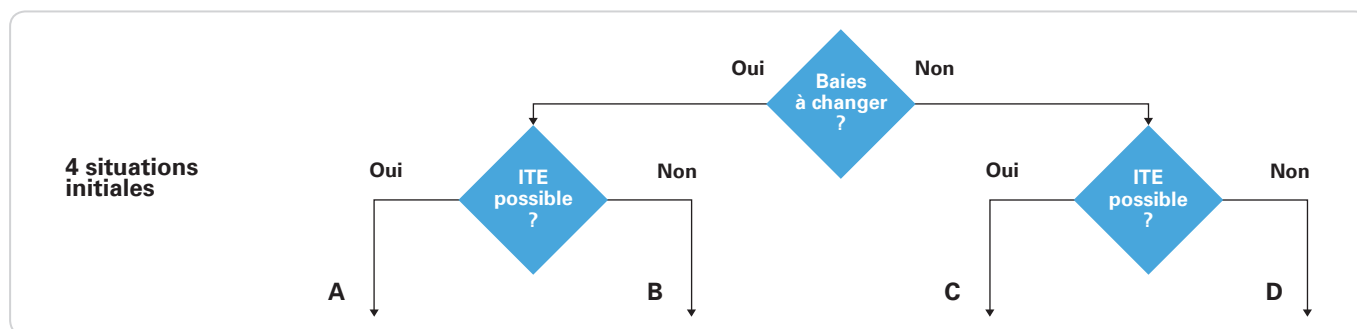 Oui
Non
Baies
à changer
?
4 situations
initiales
Oui
ITE
possible
?
Non
Oui
ITE
possible
?
Non
A
B
C
D